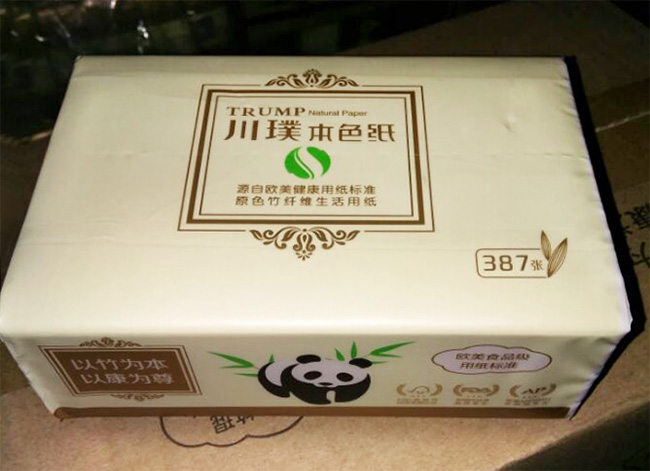 TRUMP Natural Paper
川璞 本色纸
源自欧美健康用纸标准
原色竹纤维生活用纸
387张
以竹为本
以康为尊
欧美食品级
用纸标准